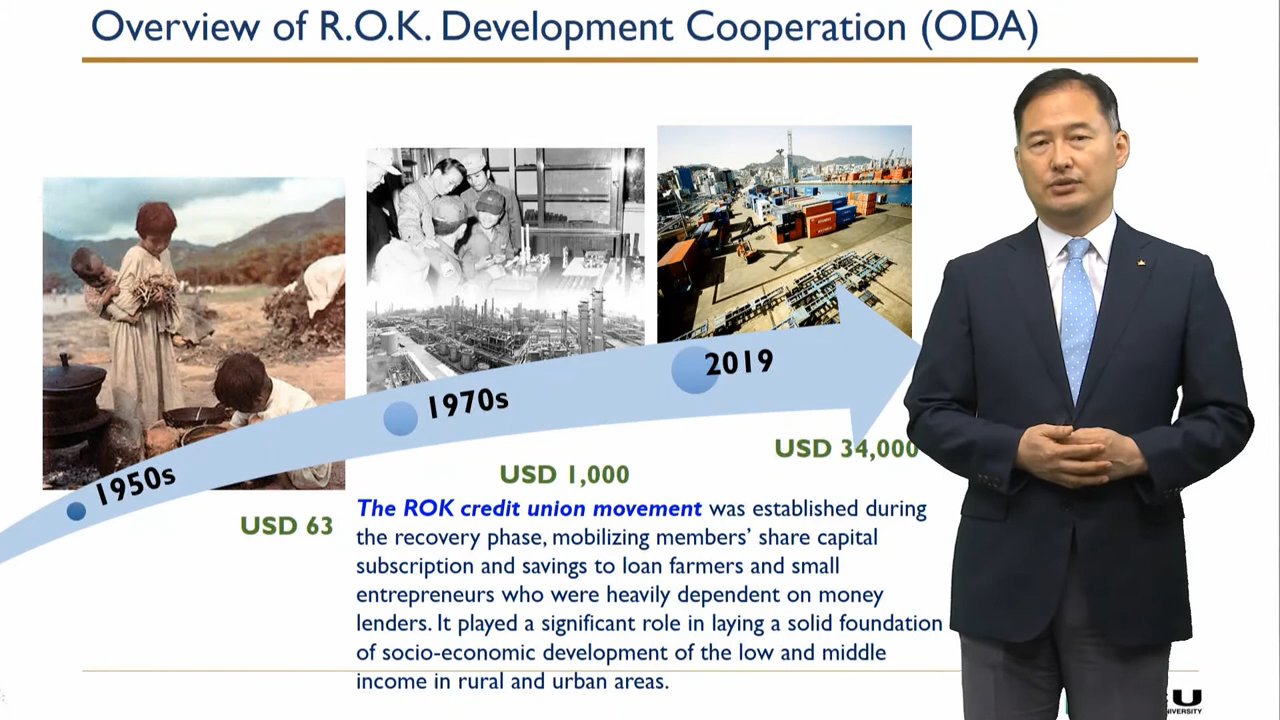 Overview of R.O.K. Development Cooperation (ODA)
1950s
1970s
2019
USD 63
USD 1,000
USD 34,000
The ROK credit union movement was established during
the recovery phase, mobilizing members' share capital
subscription and savings to loan farmers and small
entrepreneurs who were heavily dependent on money
lenders. It played a significant role in laying a solid foundation
of socio-economic development of the low and middle
income in rural and urban areas.
U